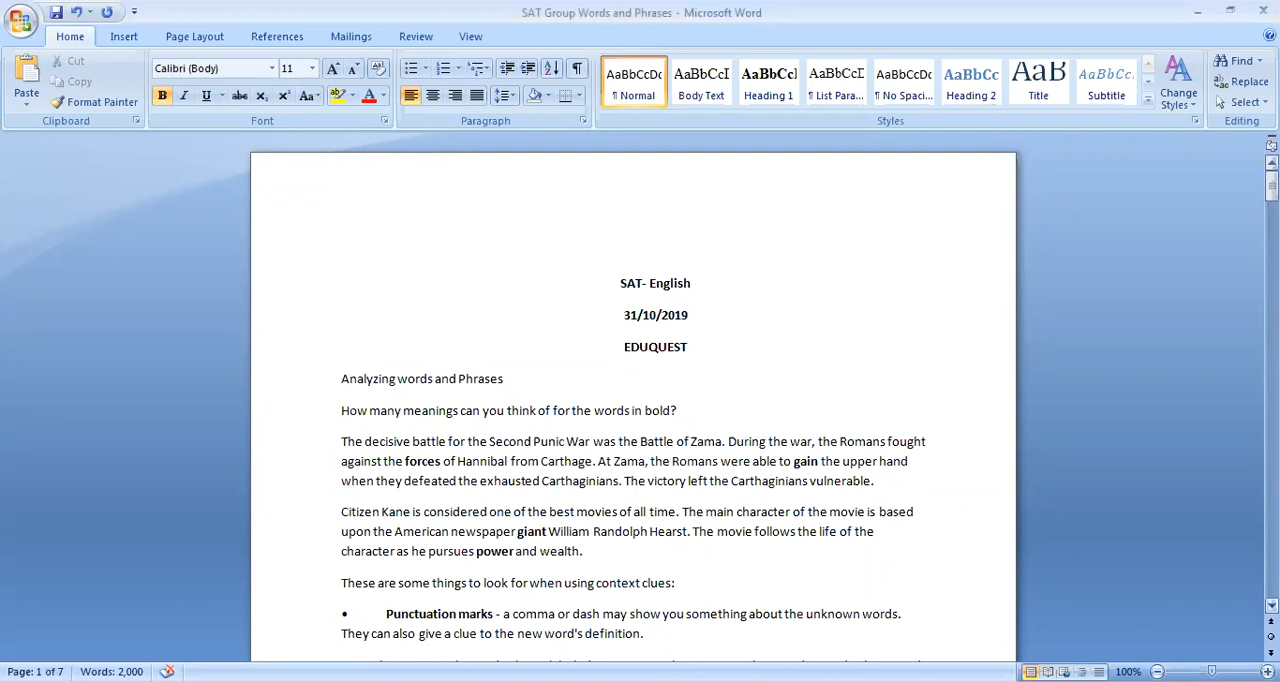 SAT Group Words and Phrases - Microsoft Word
Home Insert Page Layout References Mailings Review View
Cut
Copy
Format Painter
Paste
Clipboard
Calibri (Body) 11
B I U abc X₂ X² Aa A
Font
Paragraph
AaBbCcDc AaBbCcI AaBbCcl AaBbCcI AaBbCcDc AaBbCc AaB AaBbCc.
¶ Normal Body Text Heading 1 ¶ List Para... ¶ No Spaci... Heading 2 Title Subtitle
Change Styles
Styles
Find
Replace
Select
Editing
SAT- English
31/10/2019
EDUQUEST
Analyzing words and Phrases
How many meanings can you think of for the words in bold?
The decisive battle for the Second Punic War was the Battle of Zama. During the war, the Romans fought
against the forces of Hannibal from Carthage. At Zama, the Romans were able to gain the upper hand
when they defeated the exhausted Carthaginians. The victory left the Carthaginians vulnerable.
Citizen Kane is considered one of the best movies of all time. The main character of the movie is based
upon the American newspaper giant William Randolph Hearst. The movie follows the life of the
character as he pursues power and wealth.
These are some things to look for when using context clues:
• Punctuation marks - a comma or dash may show you something about the unknown words.
They can also give a clue to the new word's definition.
Page: 1 of 7 Words: 2,000 100%